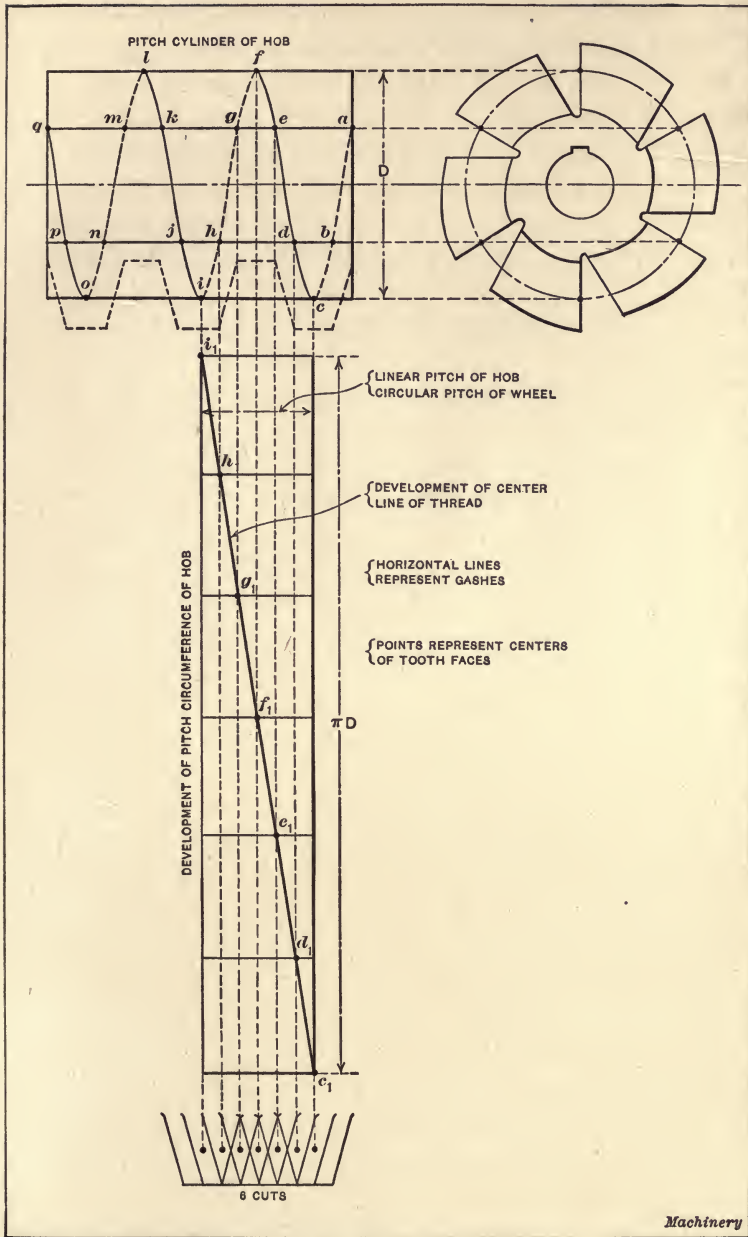 PITCH CYLINDER OF HOB
l
f
q
m
k
g
e
a
D
p
n
j
h
d
b
o
i
c
i₁
{LINEAR PITCH OF HOB
CIRCULAR PITCH OF WHEEL
h
{DEVELOPMENT OF CENTER
LINE OF THREAD
DEVELOPMENT OF PITCH CIRCUMFERENCE OF HOB
{HORIZONTAL LINES
REPRESENT GASHES
g₁
{POINTS REPRESENT CENTERS
OF TOOTH FACES
f₁
πD
e₁
d₁
c₁
6 CUTS
Machinery